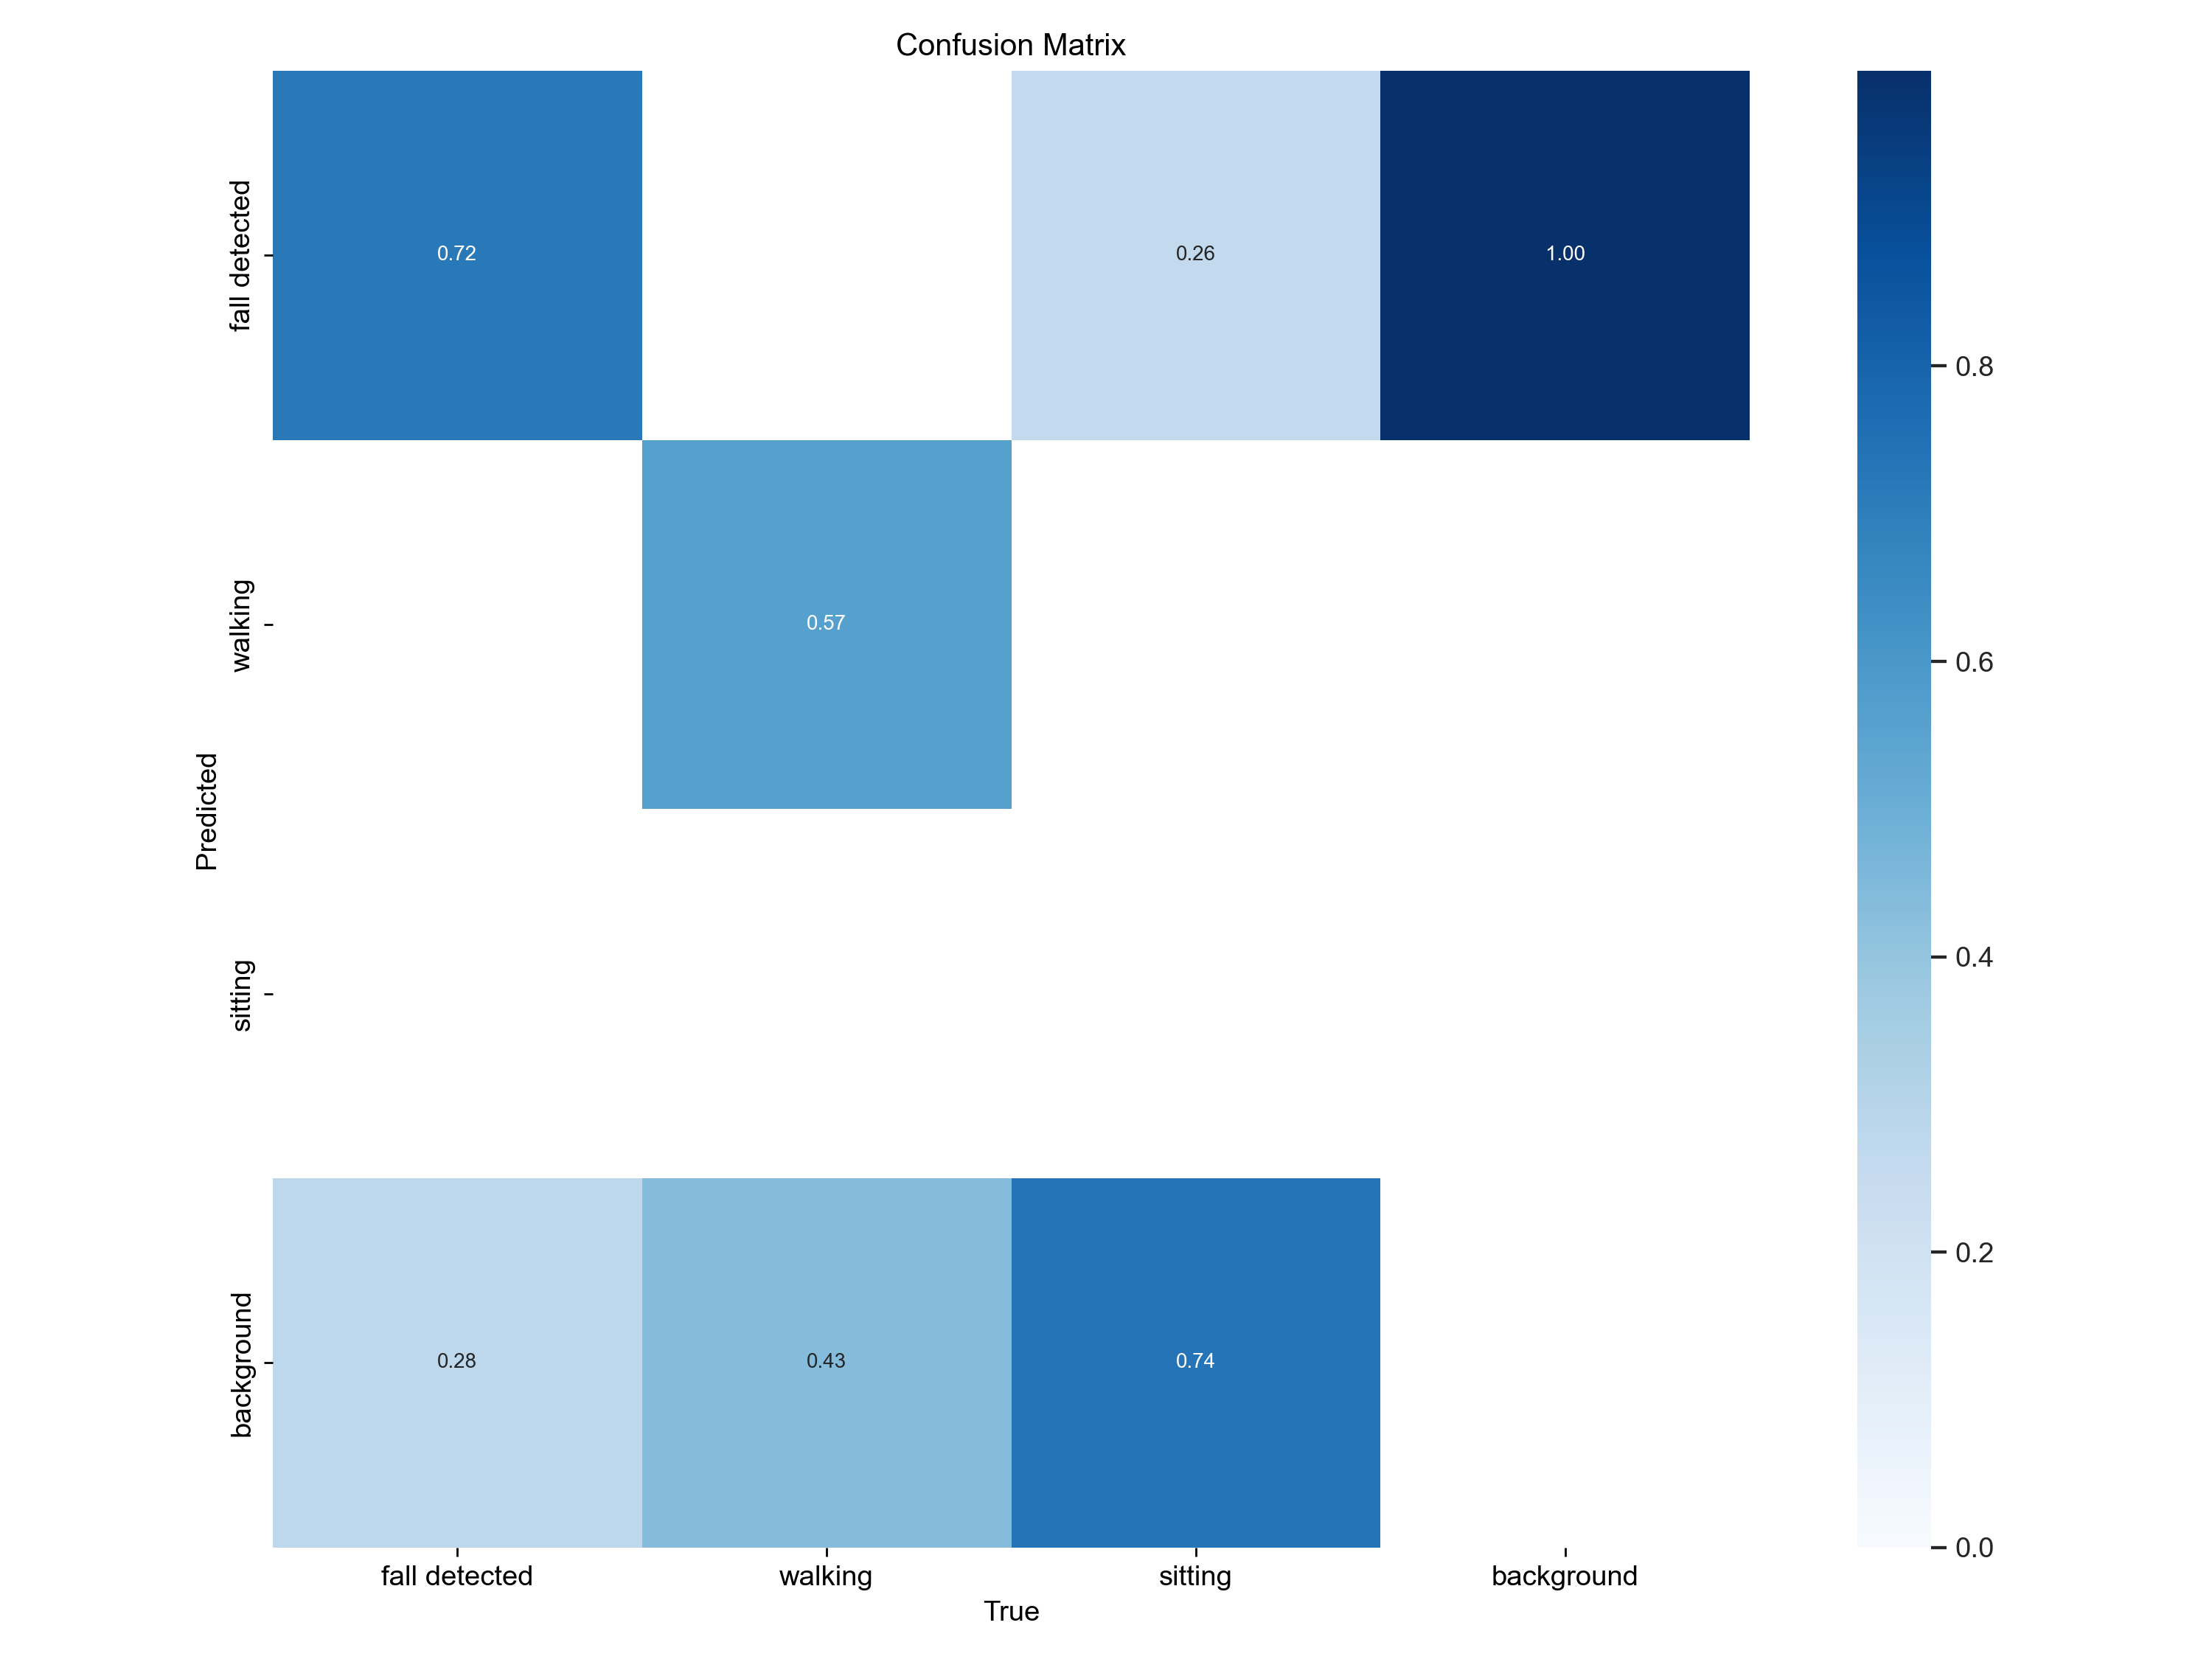 Confusion Matrix
fall detected
0.72
0.26
1.00
0.8
walking
0.57
0.6
Predicted
sitting
0.4
background
0.28
0.43
0.74
0.2
0.0
fall detected
walking
sitting
background
True